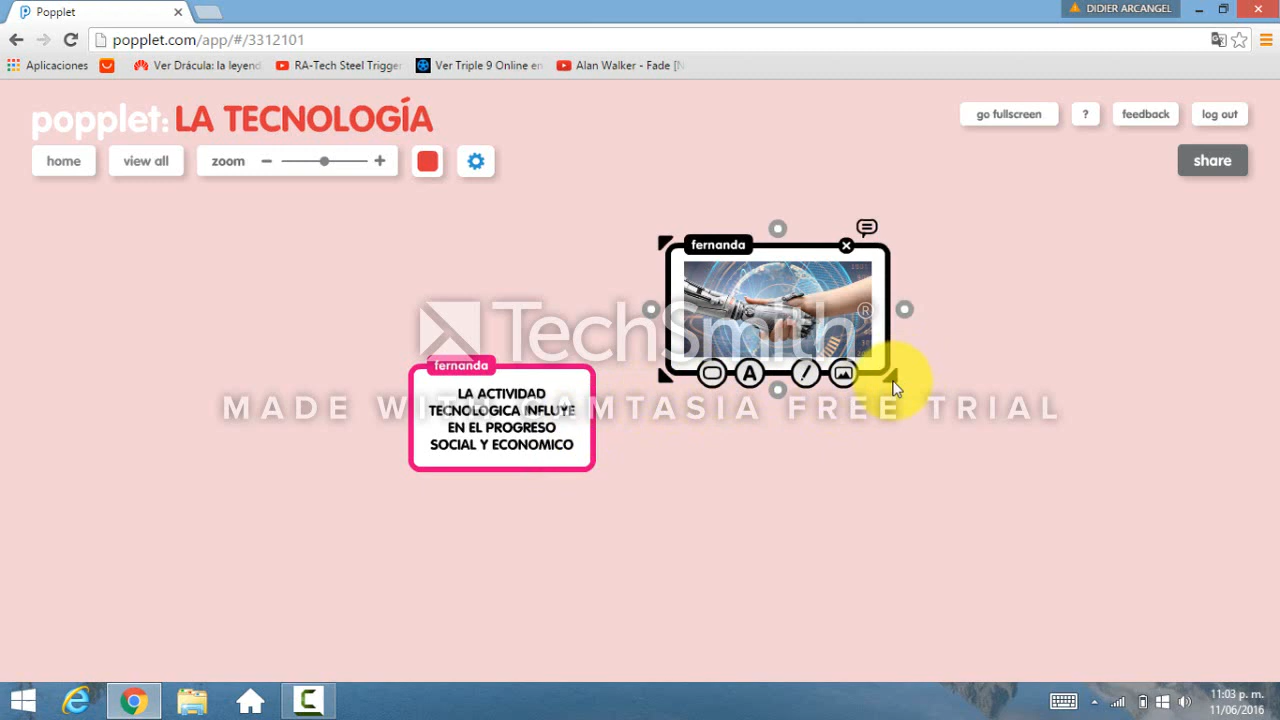 Popplet
DIDIER ARCANGEL
popplet.com/app/#/3312101
Aplicaciones
Ver Drácula: la leyend
RA-Tech Steel Trigger
Ver Triple 9 Online en
Alan Walker - Fade [N
popplet: LA TECNOLOGÍA
go fullscreen
?
feedback
log out
home
view all
zoom
share
fernanda
TechSmith®
fernanda
LA ACTIVIDAD
TECNOLOGICA INFLUYE
EN EL PROGRESO
SOCIAL Y ECONOMICO
A
MADE WITH CAMTASIA FREE TRIAL
11:03 p. m.
11/06/2016